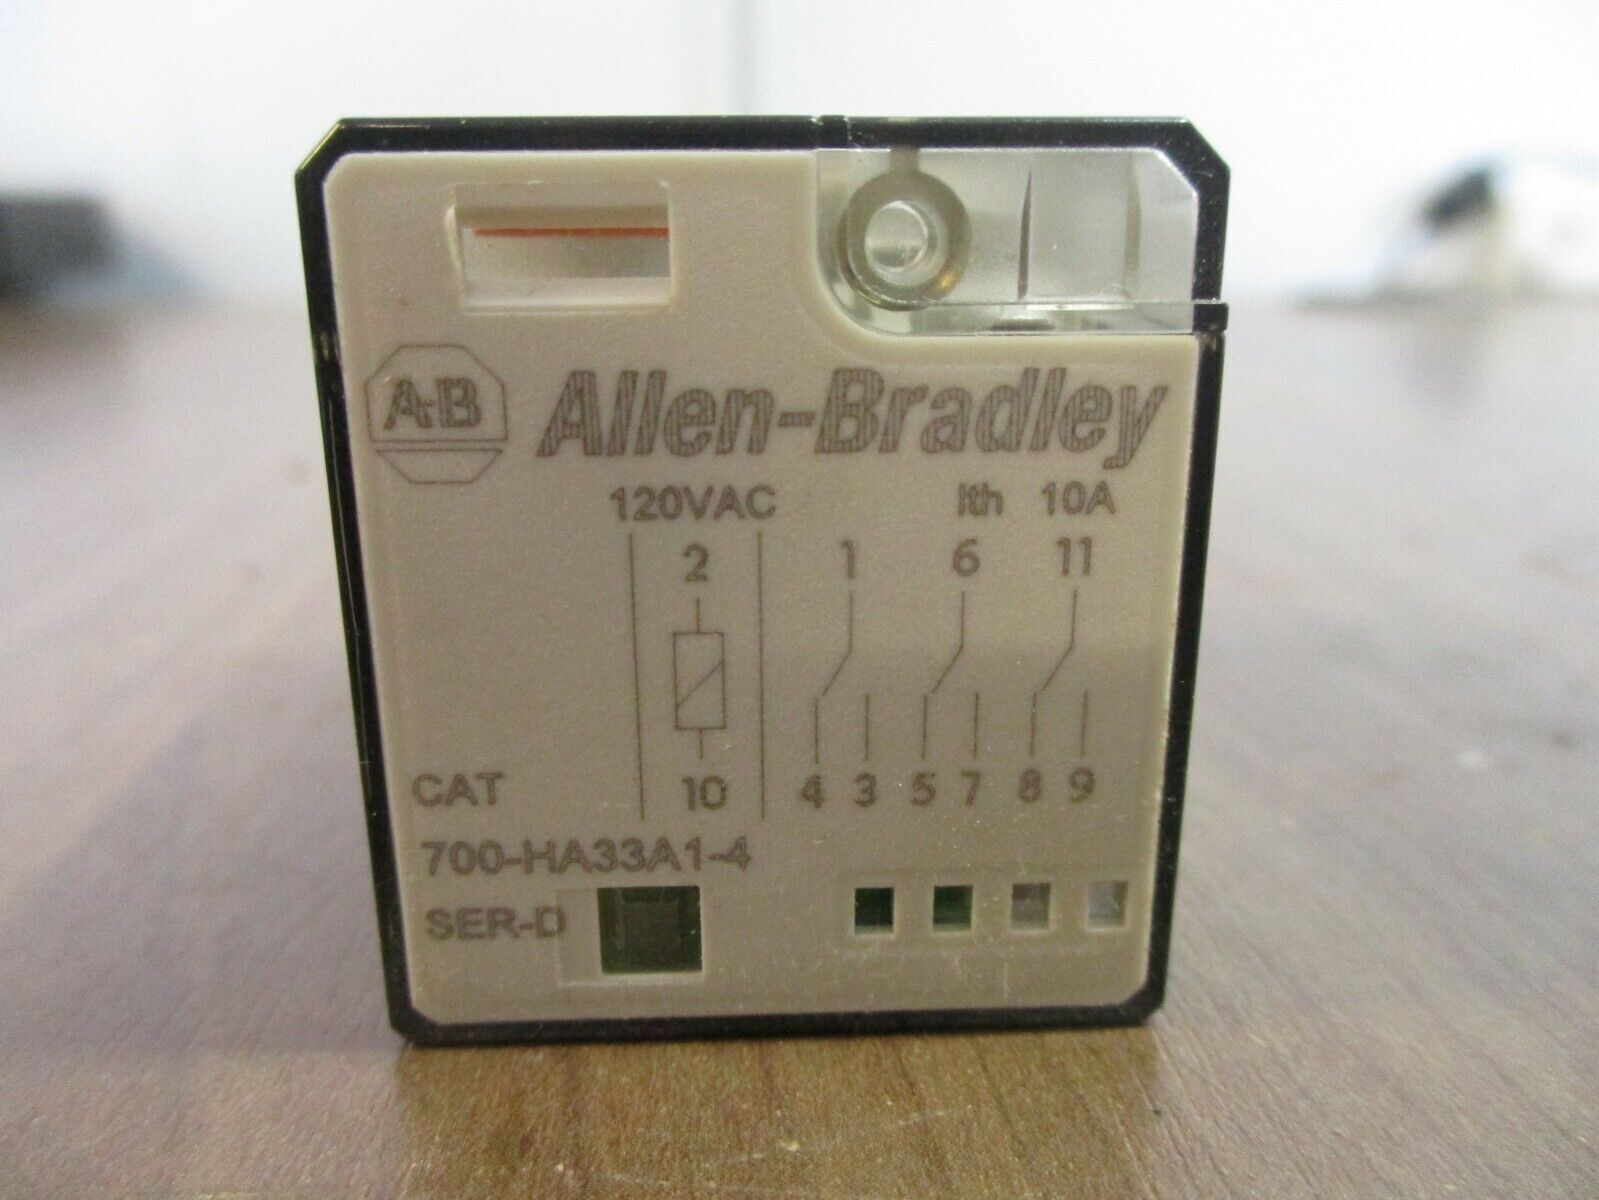 A-B Allen-Bradley
120VAC Ith 10A
2 1 6 11
CAT 10 4 3 5 7 8 9
700-HA33A1-4
SER-D